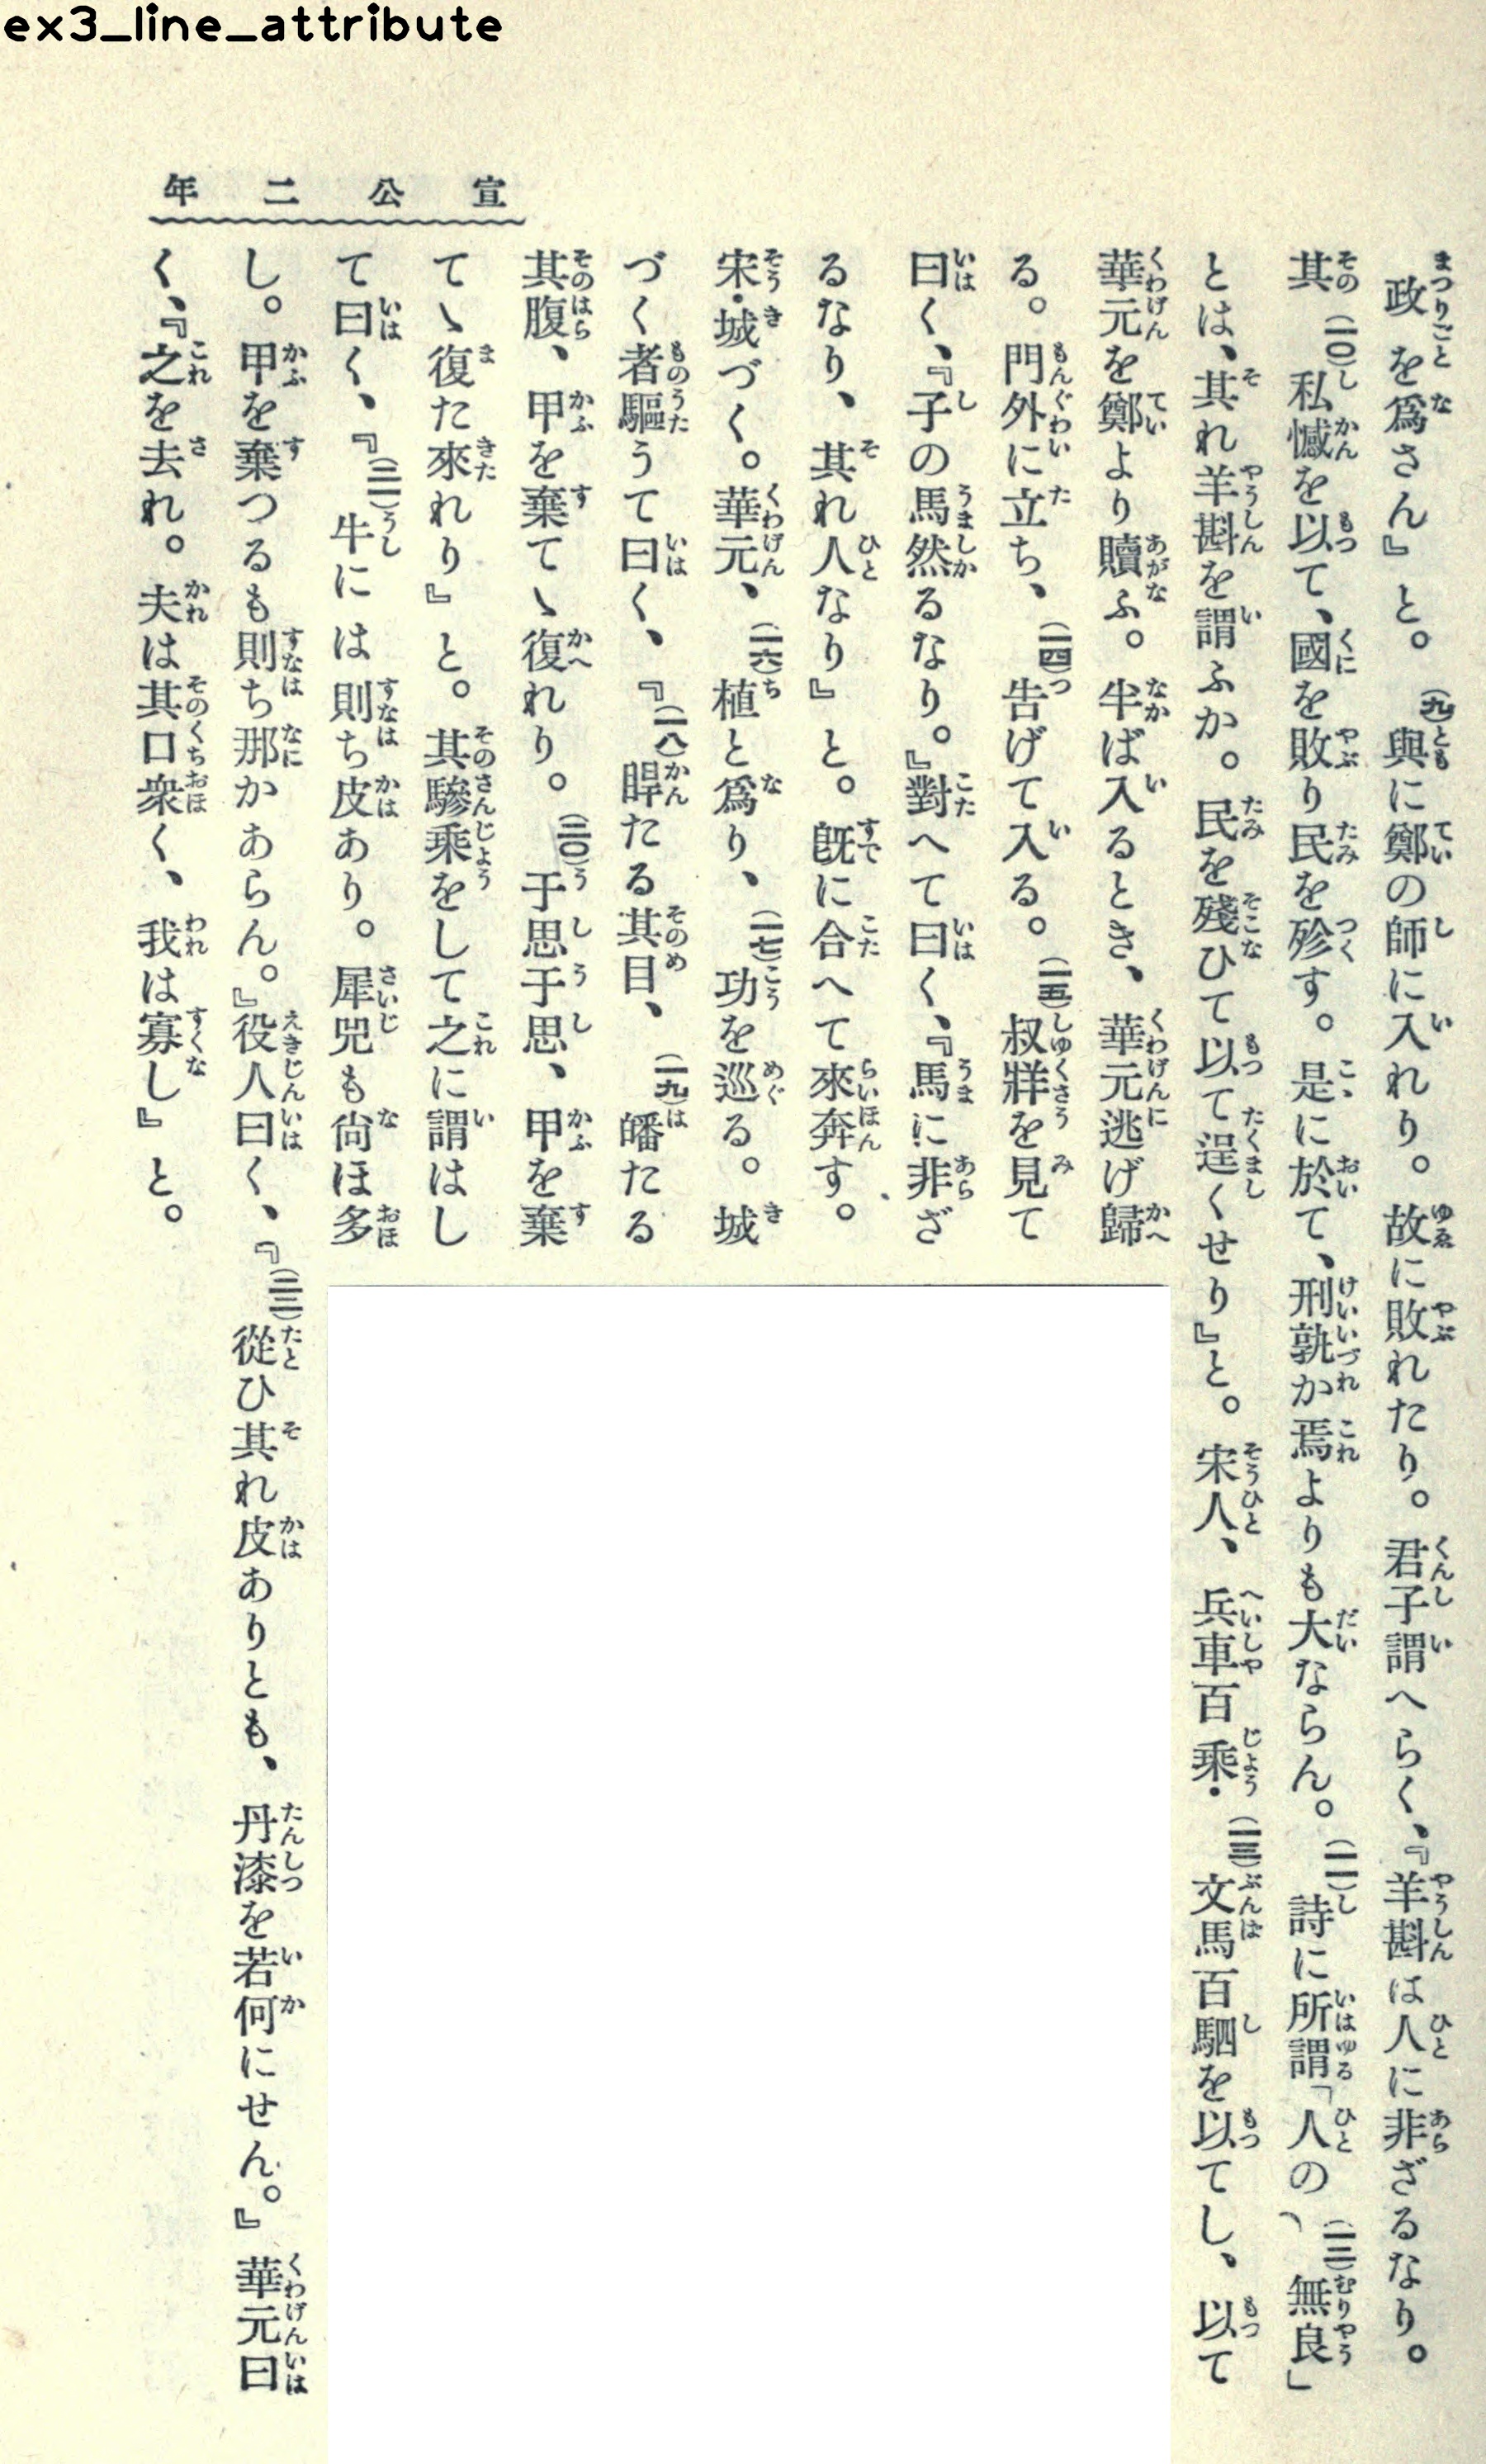 ex3_line_attribute
宣公二年
政を爲さん』と。(九)與に鄭の師に入れり。故に敗れたり。君子謂へらく、『羊斟は人に非ざるなり。
其(一〇)私憾を以て、國を敗り民を殄す。是に於て、刑孰か焉よりも大ならん。(一一)詩に所謂「人の(一二)無良」
とは、其れ羊斟を謂ふか。民を殘ひて以て逞くせり』と。宋人、兵車百乘・(一三)文馬百駟を以てし、以て
華元を鄭より贖ふ。半ば入るとき、華元逃げ歸
る。門外に立ち、(一四)告げて入る。(一五)叔牂を見て
曰く、『子の馬然るなり。』對へて曰く、『馬に非ざ
るなり、其れ人なり』と。既に合へて來奔す。
宋・城づく。華元、(一六)植と爲り、(一七)功を巡る。城
づく者驅うて曰く、『(一八)睅たる其目、(一九)皤たる
其腹、甲を棄てゝ復れり。(二〇)于思于思、甲を棄
てゝ復た來れり』と。其驂乘をして之に謂はし
て曰く、『(二一)牛には則ち皮あり。犀兕も尙ほ多
し。甲を棄つるも則ち那かあらん。』役人曰く、『(二二)從ひ其れ皮ありとも、丹漆を若何にせん。』華元曰
く、『之を去れ。夫は其口衆く、我は寡し』と。